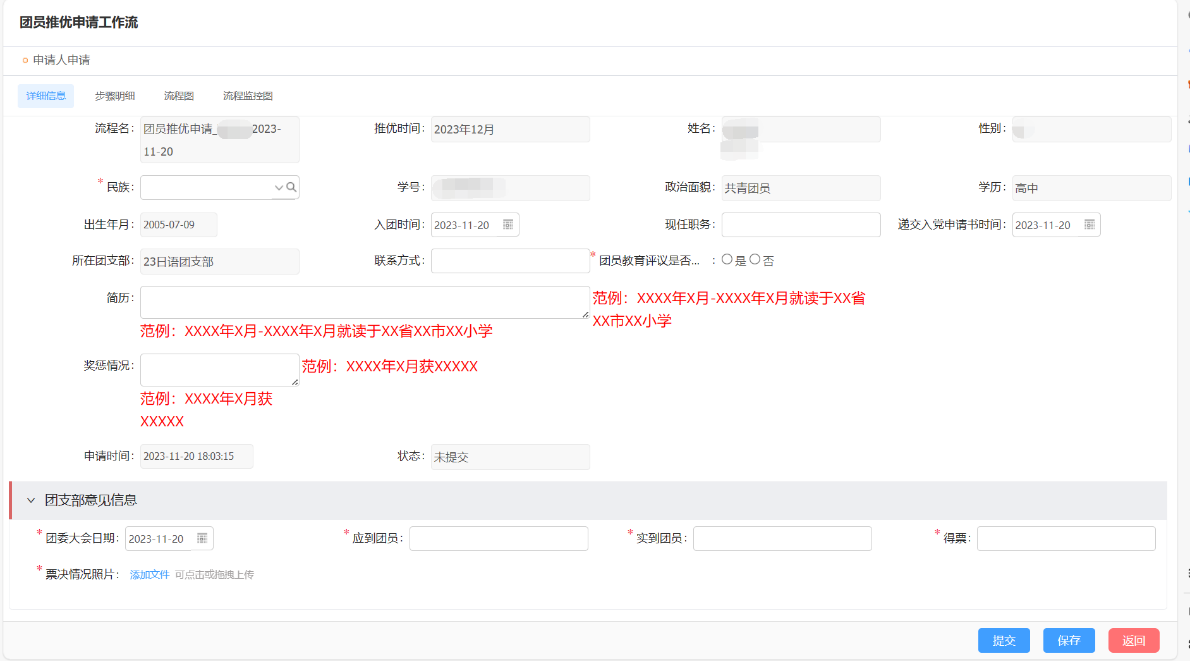 团员推优申请工作流
申请人申请
详细信息 步骤明细 流程图 流程监控图
流程名: 团员推优申请_ 2023- 推优时间: 2023年12月 姓名: 性别:
11-20
* 民族: 学号: 政治面貌: 共青团员 学历: 高中
出生年月: 2005-07-09 入团时间: 2023-11-20 现任职务: 递交入党申请书时间: 2023-11-20
所在团支部: 23日语团支部 联系方式: * 团员教育评议是否... : 是 否
简历: 范例：XXXX年X月-XXXX年X月就读于XX省
XX市XX小学
范例：XXXX年X月-XXXX年X月就读于XX省XX市XX小学
奖惩情况: 范例：XXXX年X月获XXXXX
范例：XXXX年X月获
XXXXX
申请时间: 2023-11-20 18:03:15 状态: 未提交
团支部意见信息
* 团委大会日期: 2023-11-20 * 应到团员: * 实到团员: * 得票:
* 票决情况照片: 添加文件 可点击或拖拽上传
提交 保存 返回